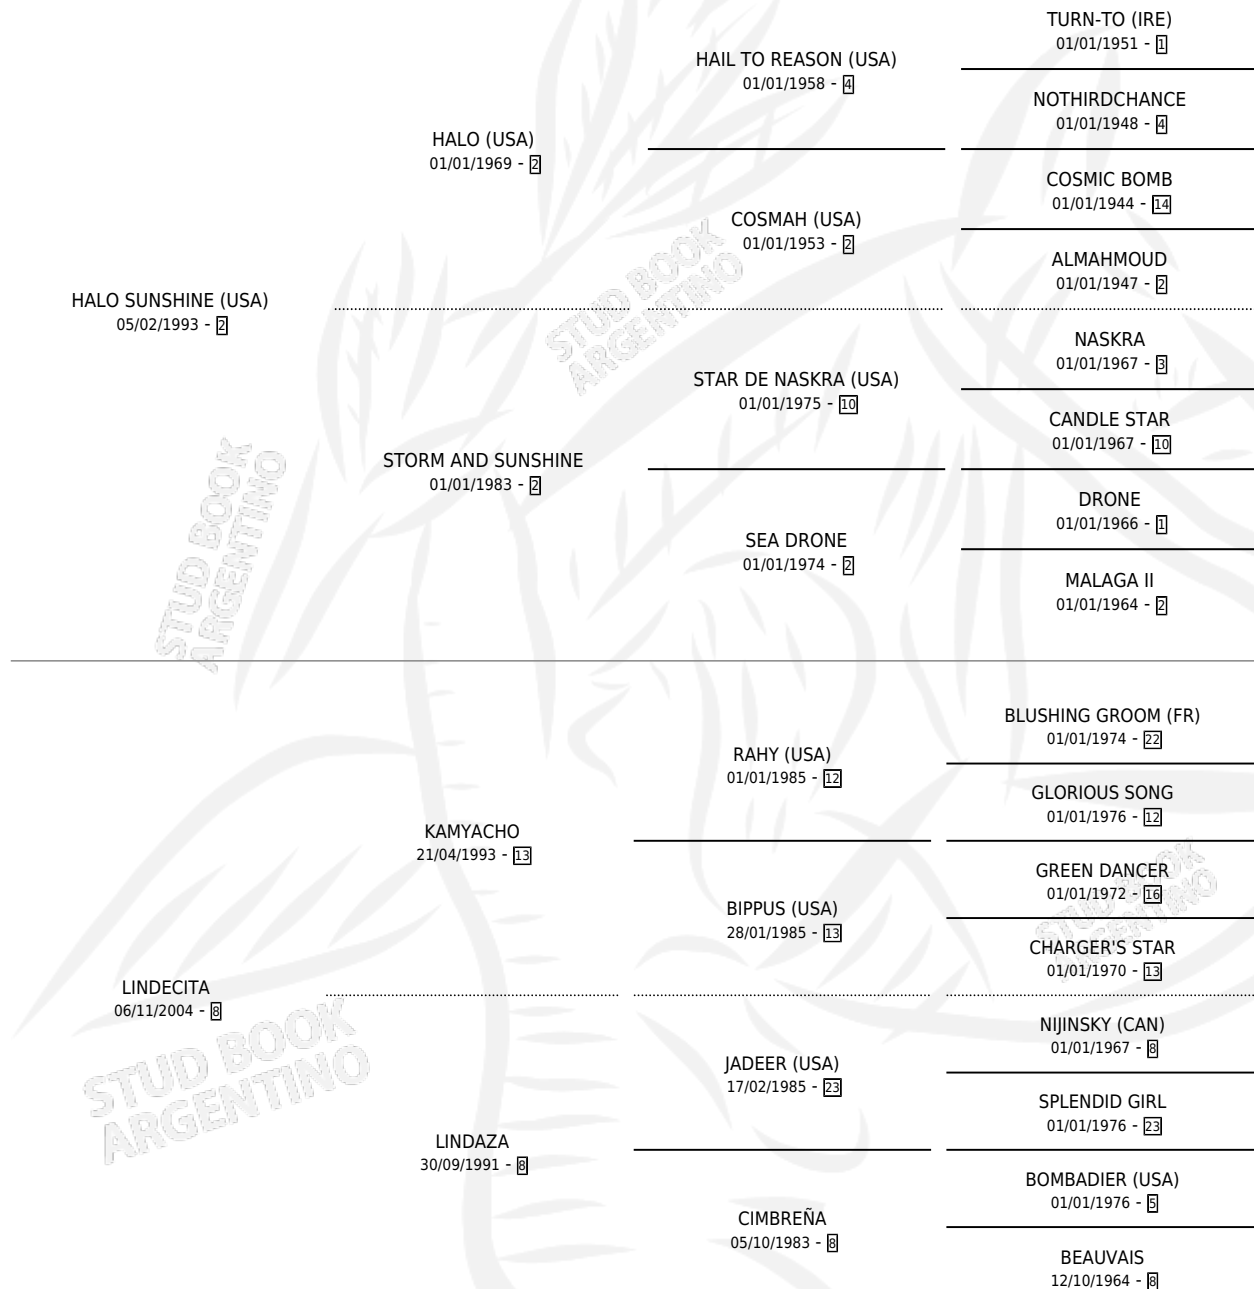 TURN-TO (IRE)
01/01/1951 - 1
HAIL TO REASON (USA)
01/01/1958 - 4
NOTHIRDCHANCE
01/01/1948 - 4
HALO (USA)
01/01/1969 - 2
COSMIC BOMB
01/01/1944 - 14
COSMAH (USA)
01/01/1953 - 2
ALMAHMOUD
01/01/1947 - 2
HALO SUNSHINE (USA)
05/02/1993 - 2
NASKRA
01/01/1967 - 3
STAR DE NASKRA (USA)
01/01/1975 - 10
CANDLE STAR
01/01/1967 - 10
STORM AND SUNSHINE
01/01/1983 - 2
DRONE
01/01/1966 - 1
SEA DRONE
01/01/1974 - 2
MALAGA II
01/01/1964 - 2
BLUSHING GROOM (FR)
01/01/1974 - 22
RAHY (USA)
01/01/1985 - 12
GLORIOUS SONG
01/01/1976 - 12
KAMYACHO
21/04/1993 - 13
GREEN DANCER
01/01/1972 - 16
BIPPUS (USA)
28/01/1985 - 13
CHARGER'S STAR
01/01/1970 - 13
LINDECITA
06/11/2004 - 8
NIJINSKY (CAN)
01/01/1967 - 8
JADEER (USA)
17/02/1985 - 23
SPLENDID GIRL
01/01/1976 - 23
LINDAZA
30/09/1991 - 8
BOMBADIER (USA)
01/01/1976 - 5
CIMBREÑA
05/10/1983 - 8
BEAUVAIS
12/10/1964 - 8
STUD BOOK
ARGENTINO
STUD BOOK
ARGENTINO
STUD BOOK
ARGENTINO
STUD BOOK
ARGENTINO